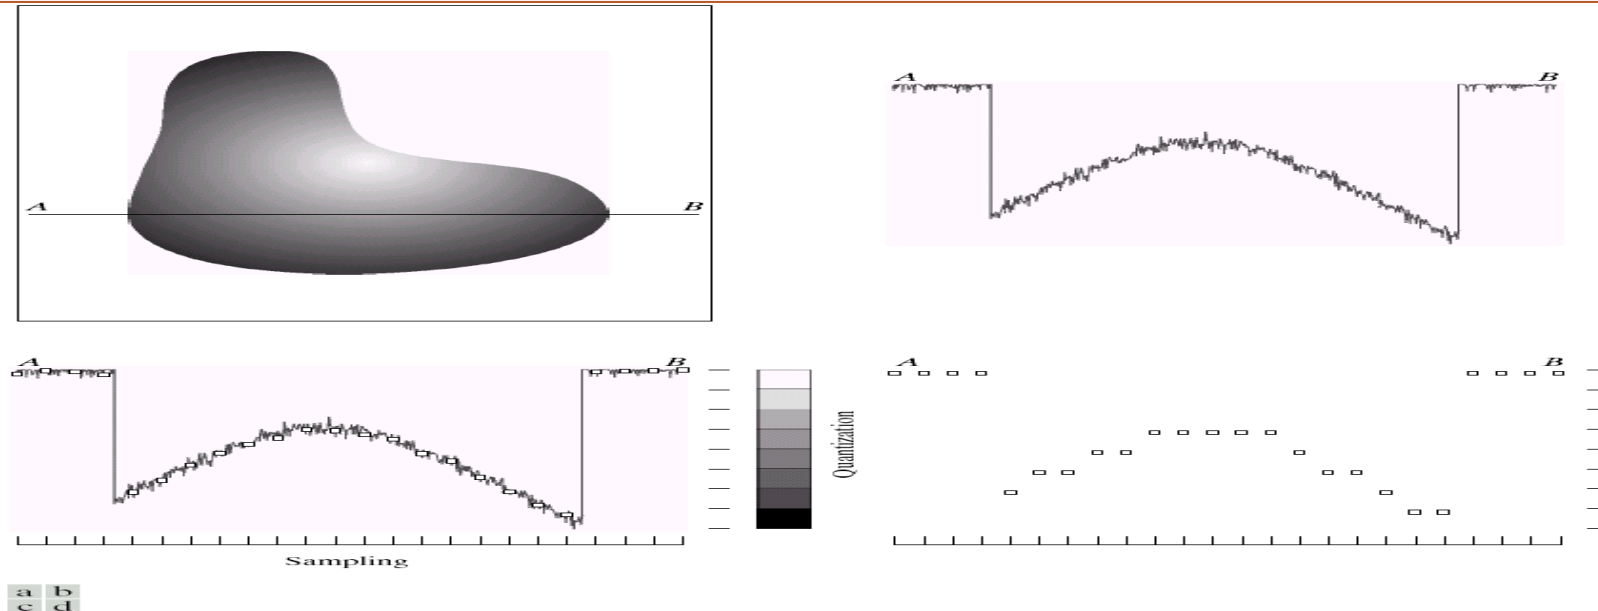 A B
A B
A B
Quantization
A B
Sampling
a b
c d